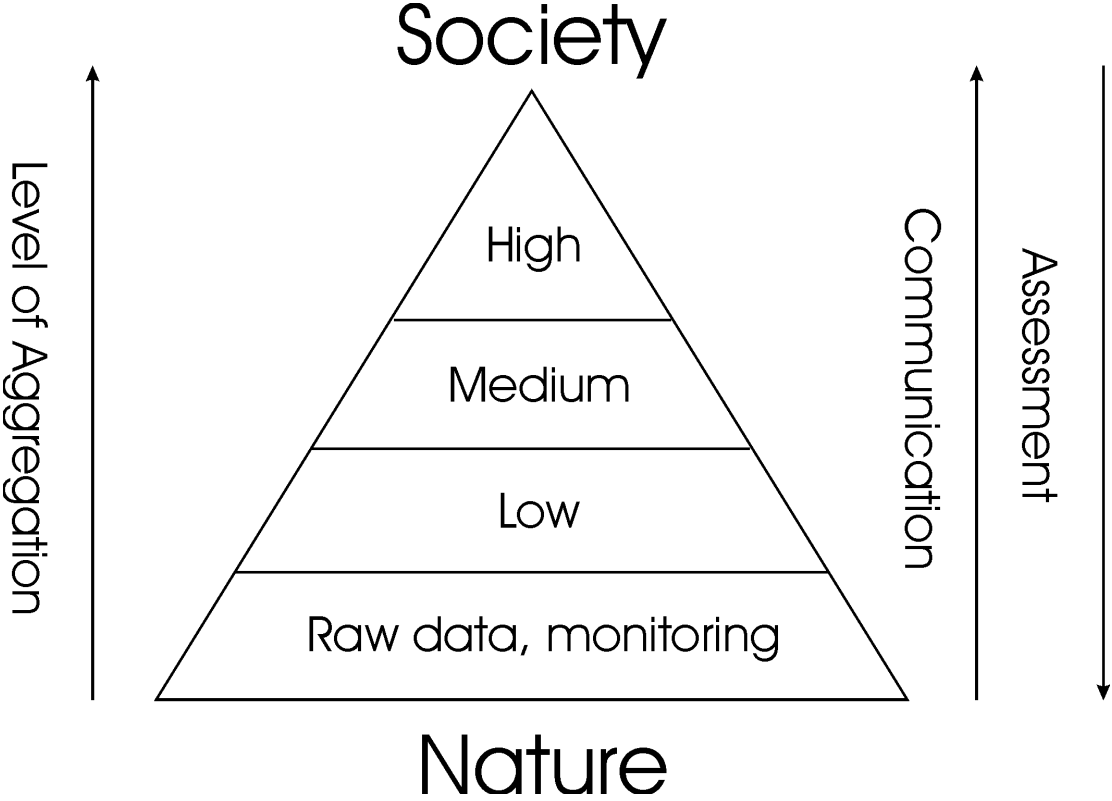 Society
Level of Aggregation
High
Medium
Low
Raw data, monitoring
Communication
Assessment
Nature